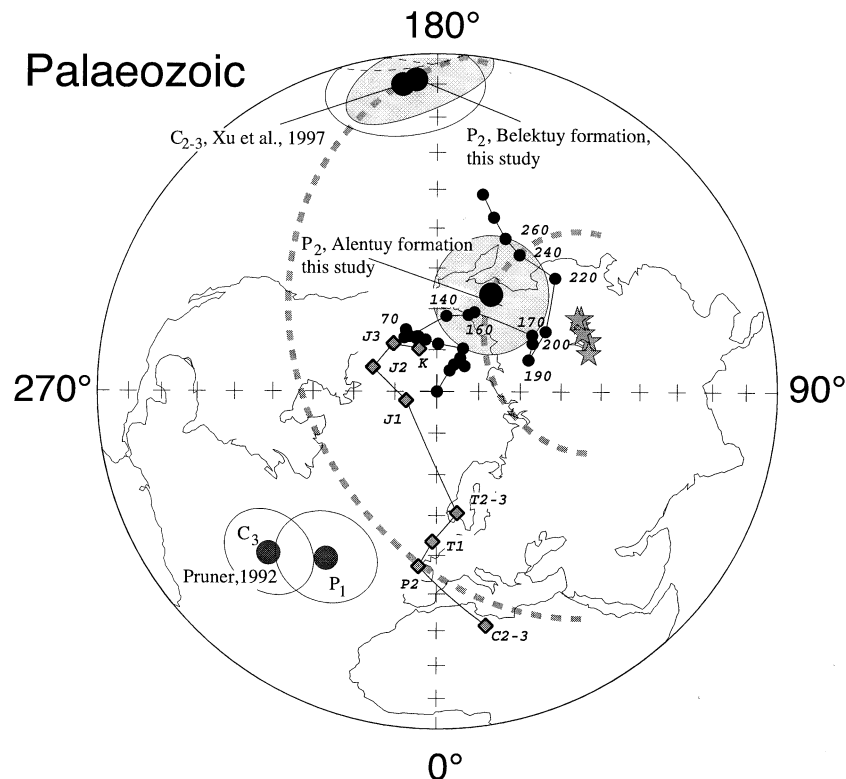 180°
Palaeozoic
C2-3, Xu et al., 1997
P2, Belektuy formation,
this study
260
P2, Alentuy formation
this study
240
220
140
70
160
170
J3
200
J2
K
190
270°
90°
J1
T2-3
C3
T1
Pruner,1992
P1
P2
C2-3
0°